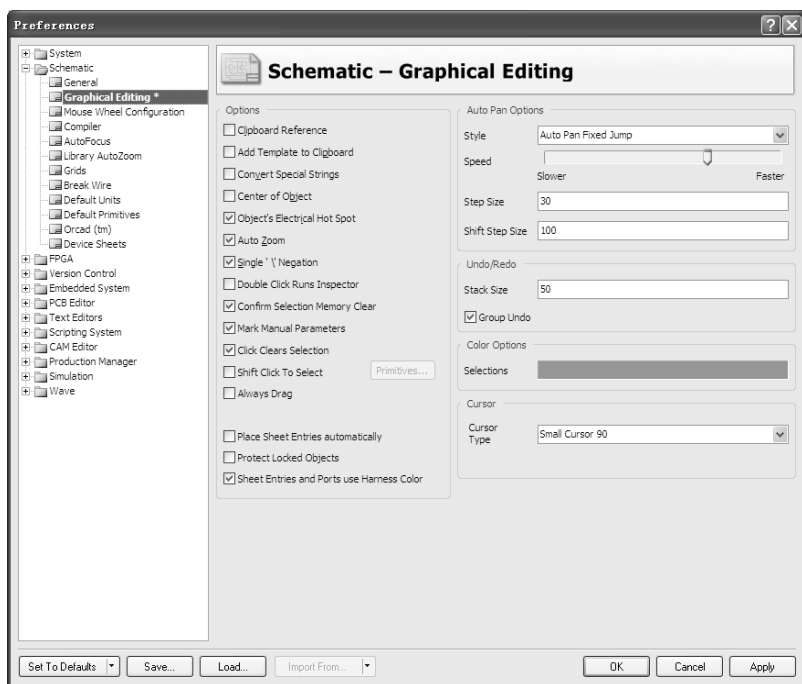 Preferences
System
Schematic
General
Graphical Editing *
Mouse Wheel Configuration
Compiler
AutoFocus
Library AutoZoom
Grids
Break Wire
Default Units
Default Primitives
Orcad (tm)
Device Sheets
FPGA
Version Control
Embedded System
PCB Editor
Text Editors
Scripting System
CAM Editor
Production Manager
Simulation
Wave
Schematic – Graphical Editing
Options
Clipboard Reference
Add Template to Clipboard
Convert Special Strings
Center of Object
Object's Electrical Hot Spot
Auto Zoom
Single '\' Negation
Double Click Runs Inspector
Confirm Selection Memory Clear
Mark Manual Parameters
Click Clears Selection
Shift Click To Select
Primitives...
Always Drag
Place Sheet Entries automatically
Protect Locked Objects
Sheet Entries and Ports use Harness Color
Auto Pan Options
Style
Auto Pan Fixed Jump
Speed
Slower
Faster
Step Size
30
Shift Step Size
100
Undo/Redo
Stack Size
50
Group Undo
Color Options
Selections
Cursor
Cursor
Type
Small Cursor 90
Set To Defaults
Save...
Load...
Import From...
OK
Cancel
Apply